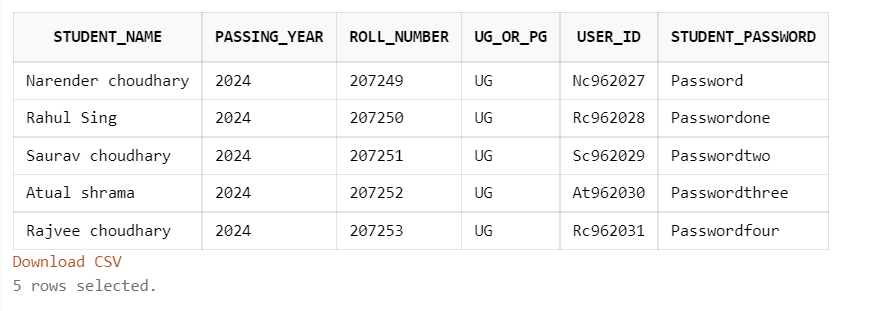 STUDENT_NAME PASSING_YEAR ROLL_NUMBER UG_OR_PG USER_ID STUDENT_PASSWORD
Narender choudhary 2024 207249 UG Nc962027 Password
Rahul Sing 2024 207250 UG Rc962028 Passwordone
Saurav choudhary 2024 207251 UG Sc962029 Passwordtwo
Atual shrama 2024 207252 UG At962030 Passwordthree
Rajvee choudhary 2024 207253 UG Rc962031 Passwordfour
Download CSV
5 rows selected.